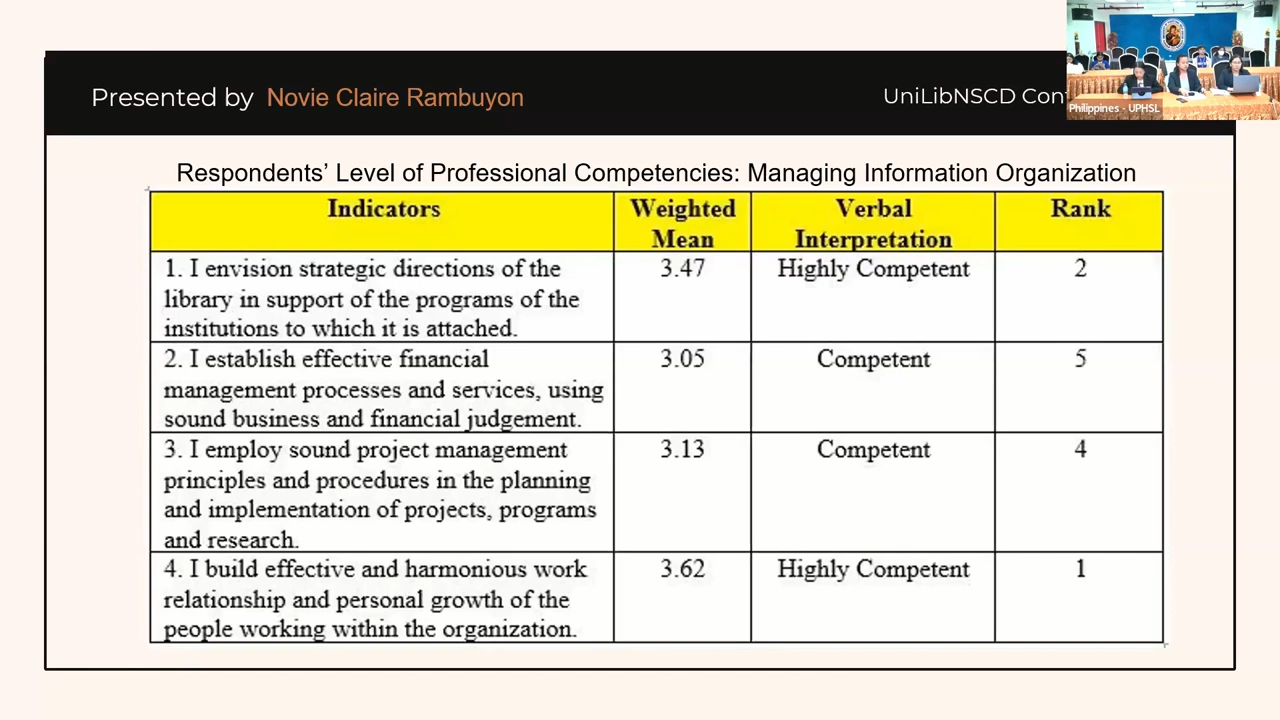 Presented by Novie Claire Rambuyon
UniLibNSCD
Philippines - UPHSL
Respondents’ Level of Professional Competencies: Managing Information Organization
Indicators Weighted Mean Verbal Interpretation Rank
1. I envision strategic directions of the
library in support of the programs of the
institutions to which it is attached.
3.47 Highly Competent 2
2. I establish effective financial
management processes and services, using
sound business and financial judgement.
3.05 Competent 5
3. I employ sound project management
principles and procedures in the planning
and implementation of projects, programs
and research.
3.13 Competent 4
4. I build effective and harmonious work
relationship and personal growth of the
people working within the organization.
3.62 Highly Competent 1